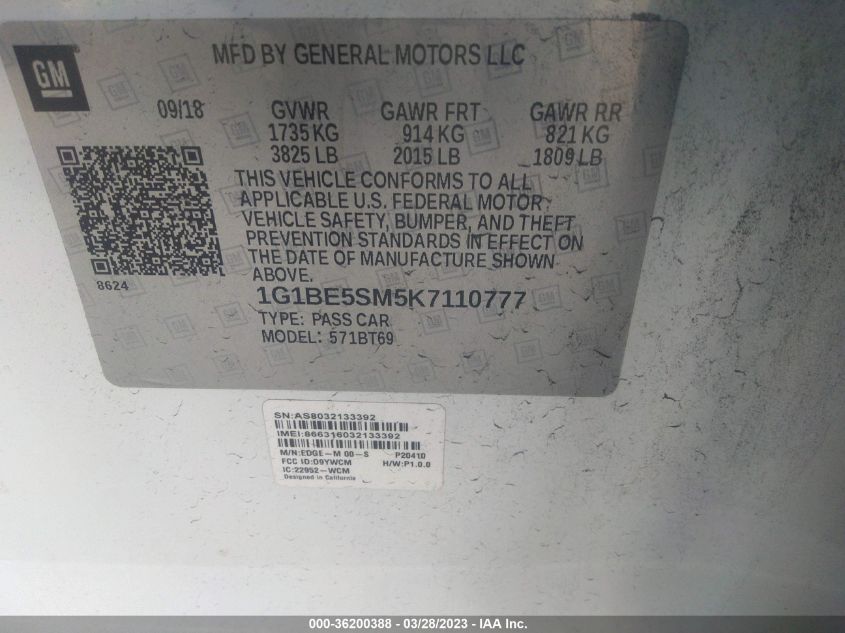 GM
MFD BY GENERAL MOTORS LLC
09/18 GVWR GAWR FRT GAWR RR
1735 KG 914 KG 821 KG
3825 LB 2015 LB 1809 LB
THIS VEHICLE CONFORMS TO ALL
APPLICABLE U.S. FEDERAL MOTOR
VEHICLE SAFETY, BUMPER, AND THEFT
PREVENTION STANDARDS IN EFFECT ON
THE DATE OF MANUFACTURE SHOWN
ABOVE.
8624
1G1BE5SM5K7110777
TYPE: PASS CAR
MODEL: 571BT69
SN:AS8032133392
IMEI:866316032133392
M/N:EDGE-M 00-S P20410
FCC ID:O9YWCM H/W:P1.0.0
IC:22952-WCM
Designed in California
000-36200388 - 03/28/2023 - IAA Inc.